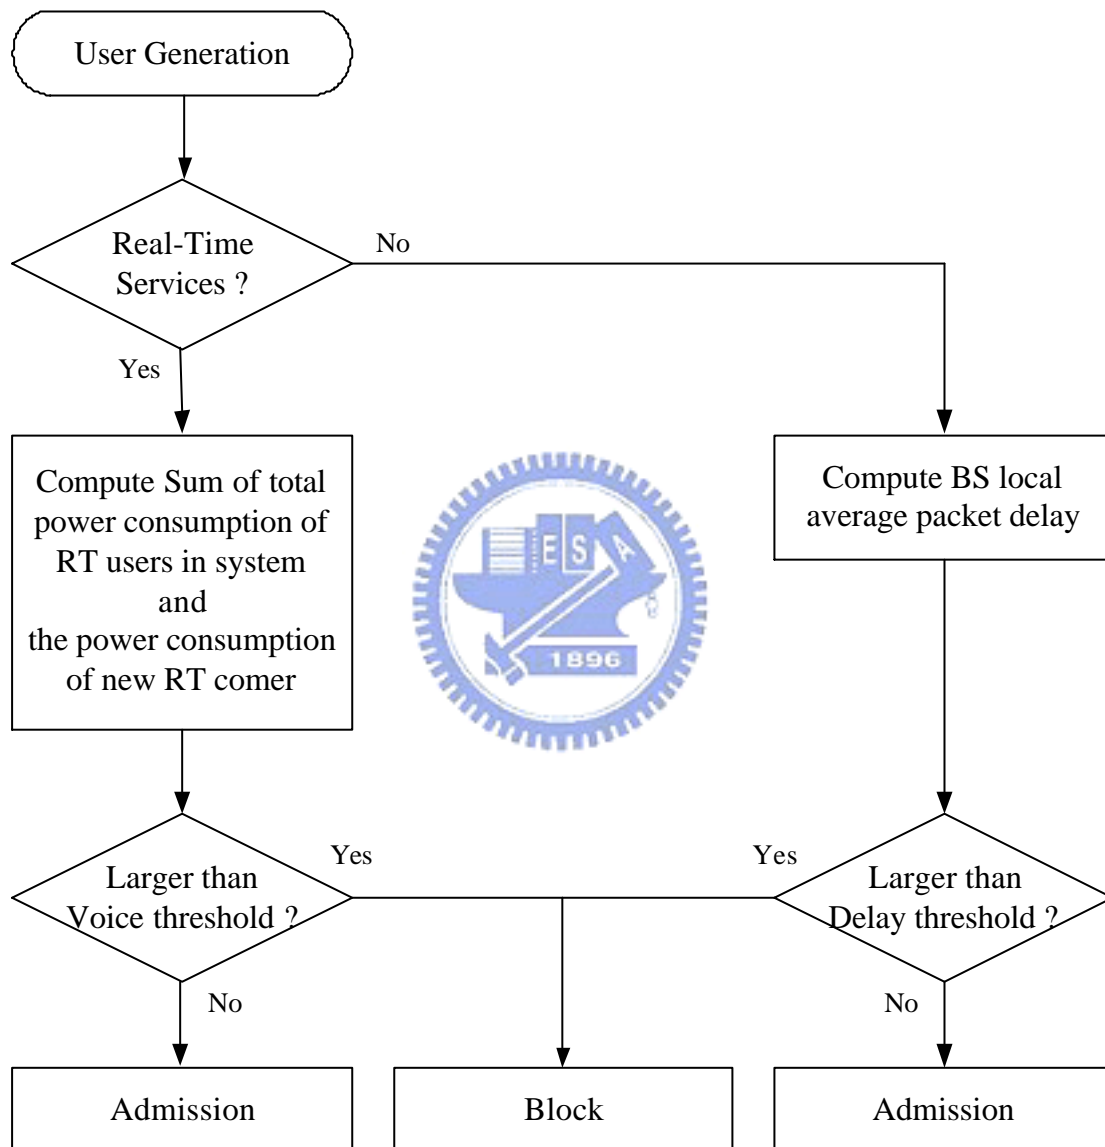 User Generation
Real-Time
Services ?
No
Yes
Compute Sum of total
power consumption of
RT users in system
and
the power consumption
of new RT comer
Compute BS local
average packet delay
E S A
1896
Larger than
Voice threshold ?
Yes
Yes
Larger than
Delay threshold ?
No
No
Admission
Block
Admission